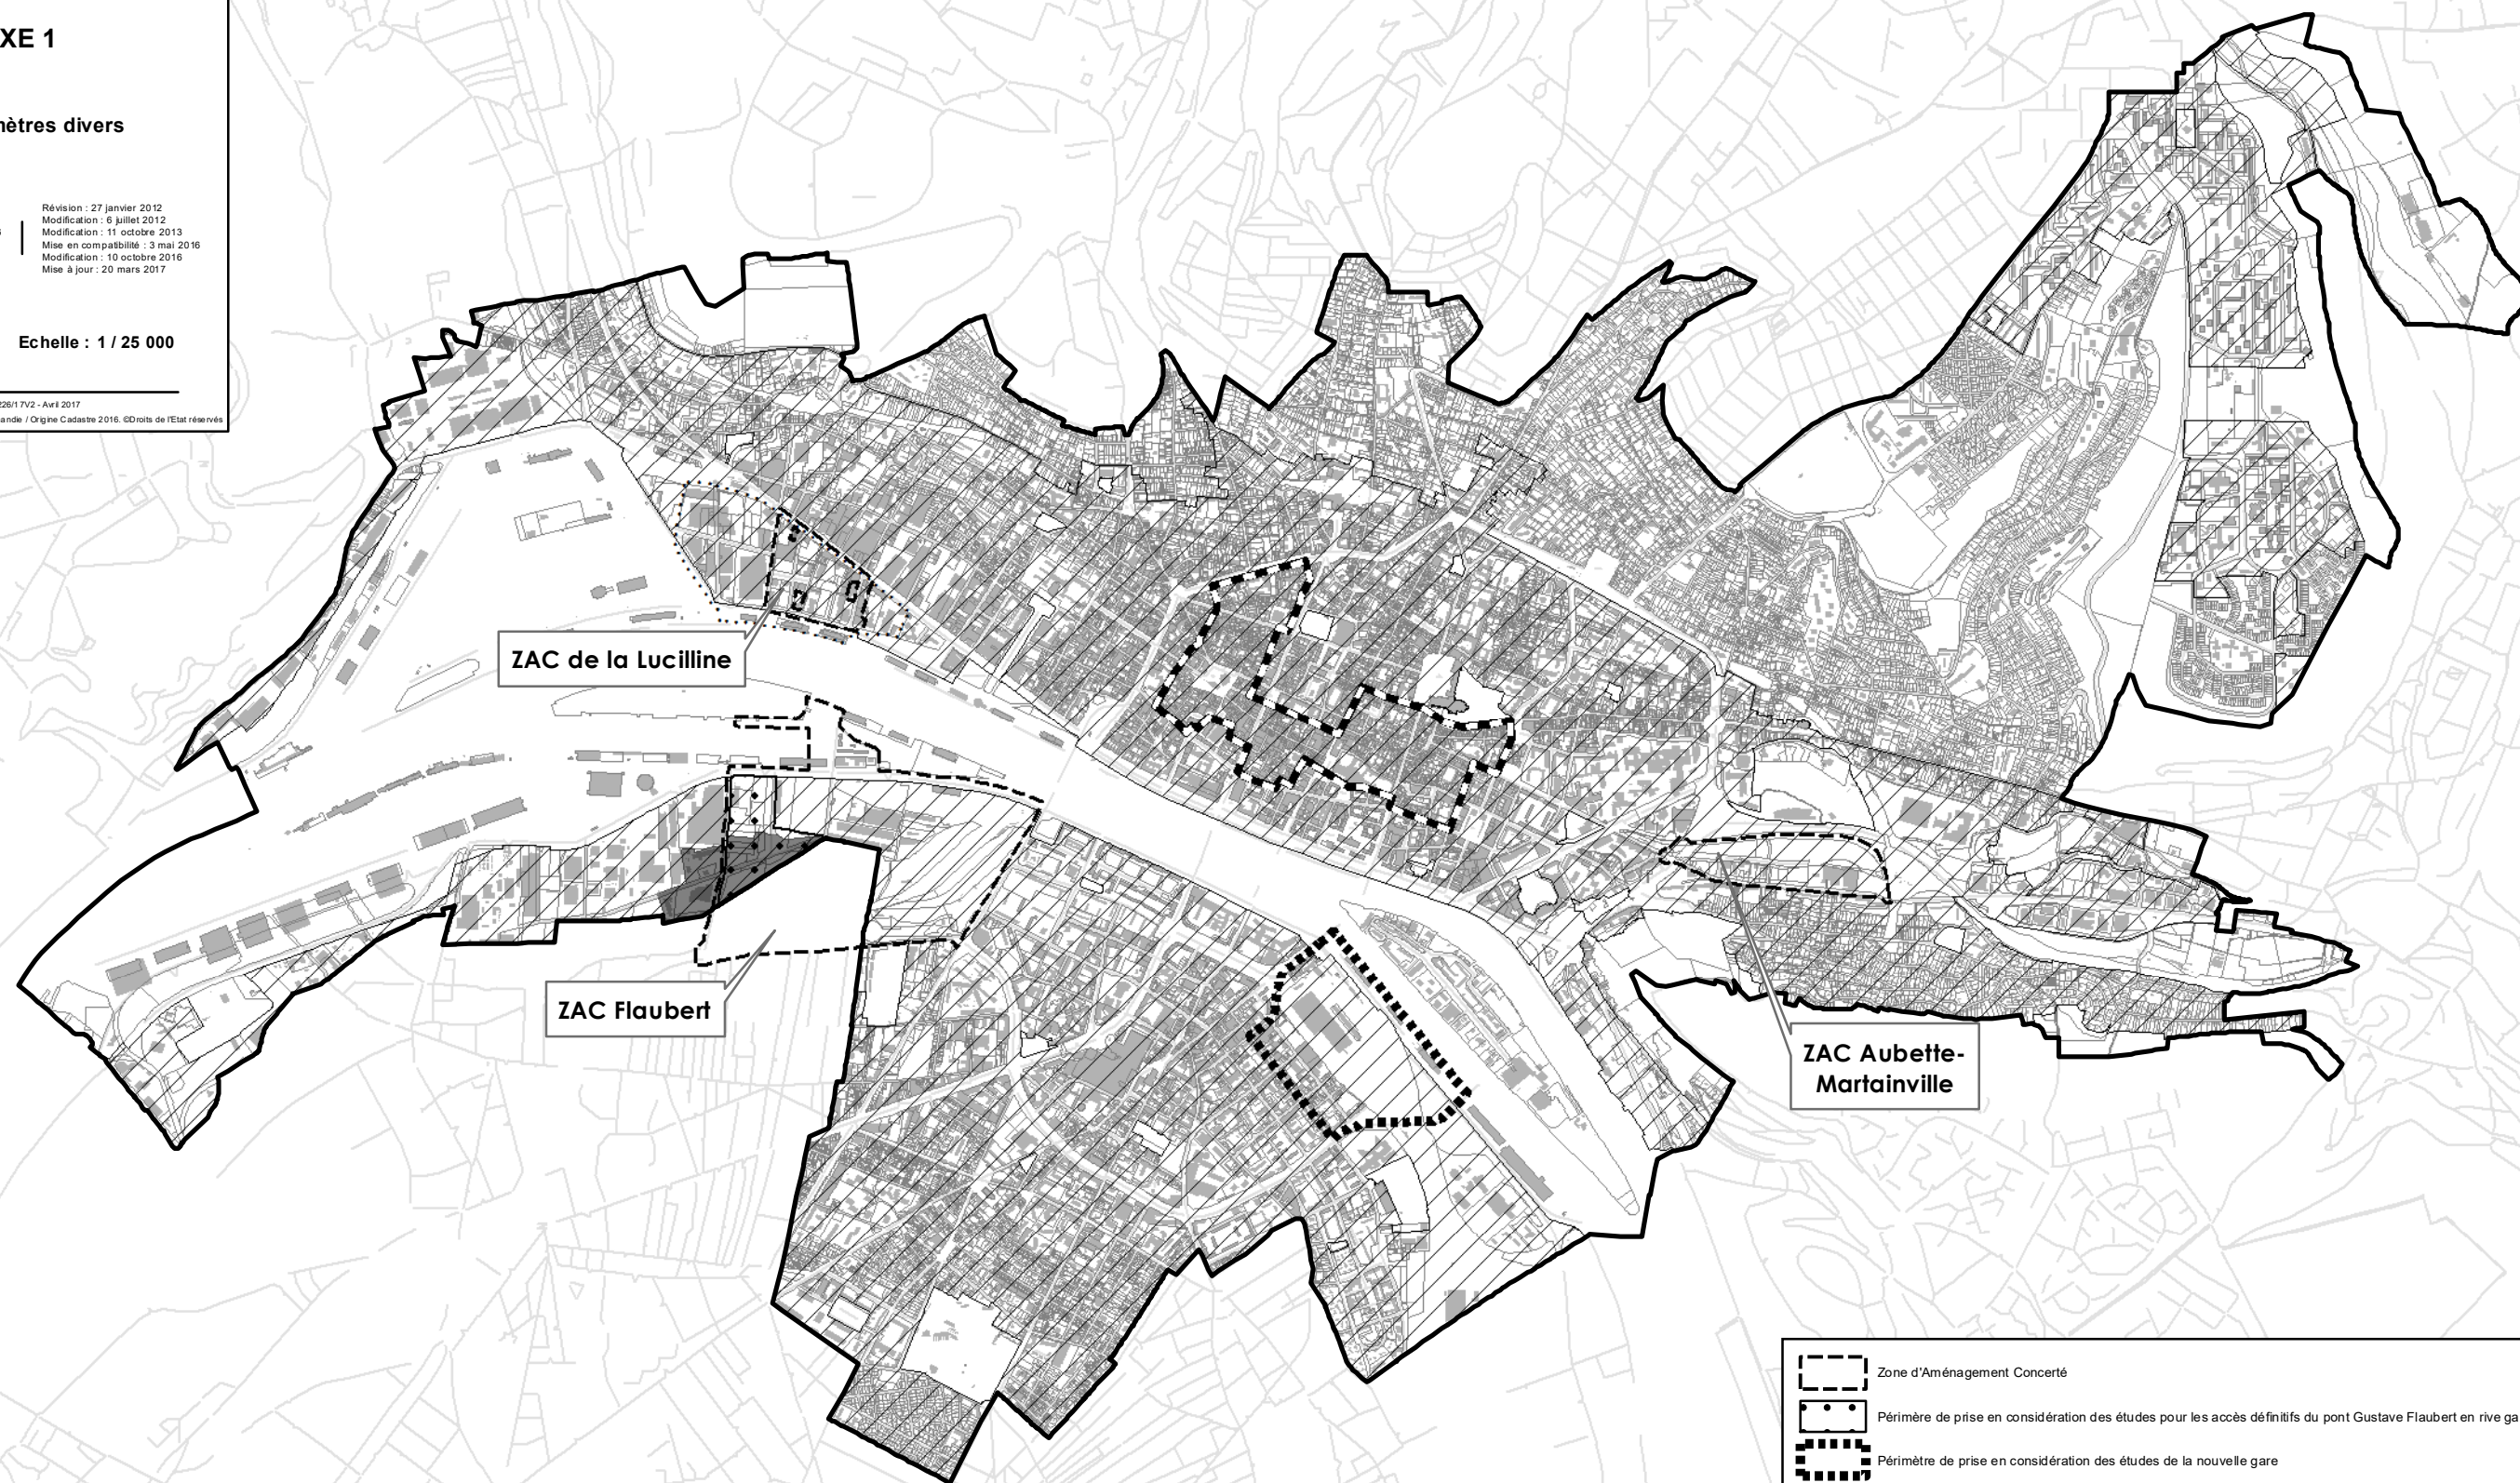 XE 1
nètres divers
Révision : 27 janvier 2012
Modification : 6 juillet 2012
Modification : 11 octobre 2013
Mise en compatibilité : 3 mai 2016
Modification : 10 octobre 2016
Mise à jour : 20 mars 2017
Echelle : 1 / 25 000
226/17V2 - Avril 2017
andie / Origine Cadastre 2016. ©Droits de l'Etat réservés
ZAC de la Lucilline
ZAC Flaubert
ZAC Aubette-
Martainville
Zone d'Aménagement Concerté
Périmère de prise en considération des études pour les accès définitifs du pont Gustave Flaubert en rive ga
Périmètre de prise en considération des études de la nouvelle gare